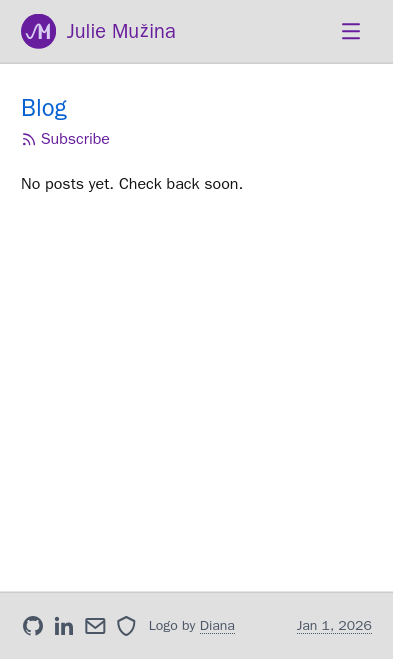 Julie Mužina
Blog
Subscribe
No posts yet. Check back soon.
Logo by Diana
Jan 1, 2026